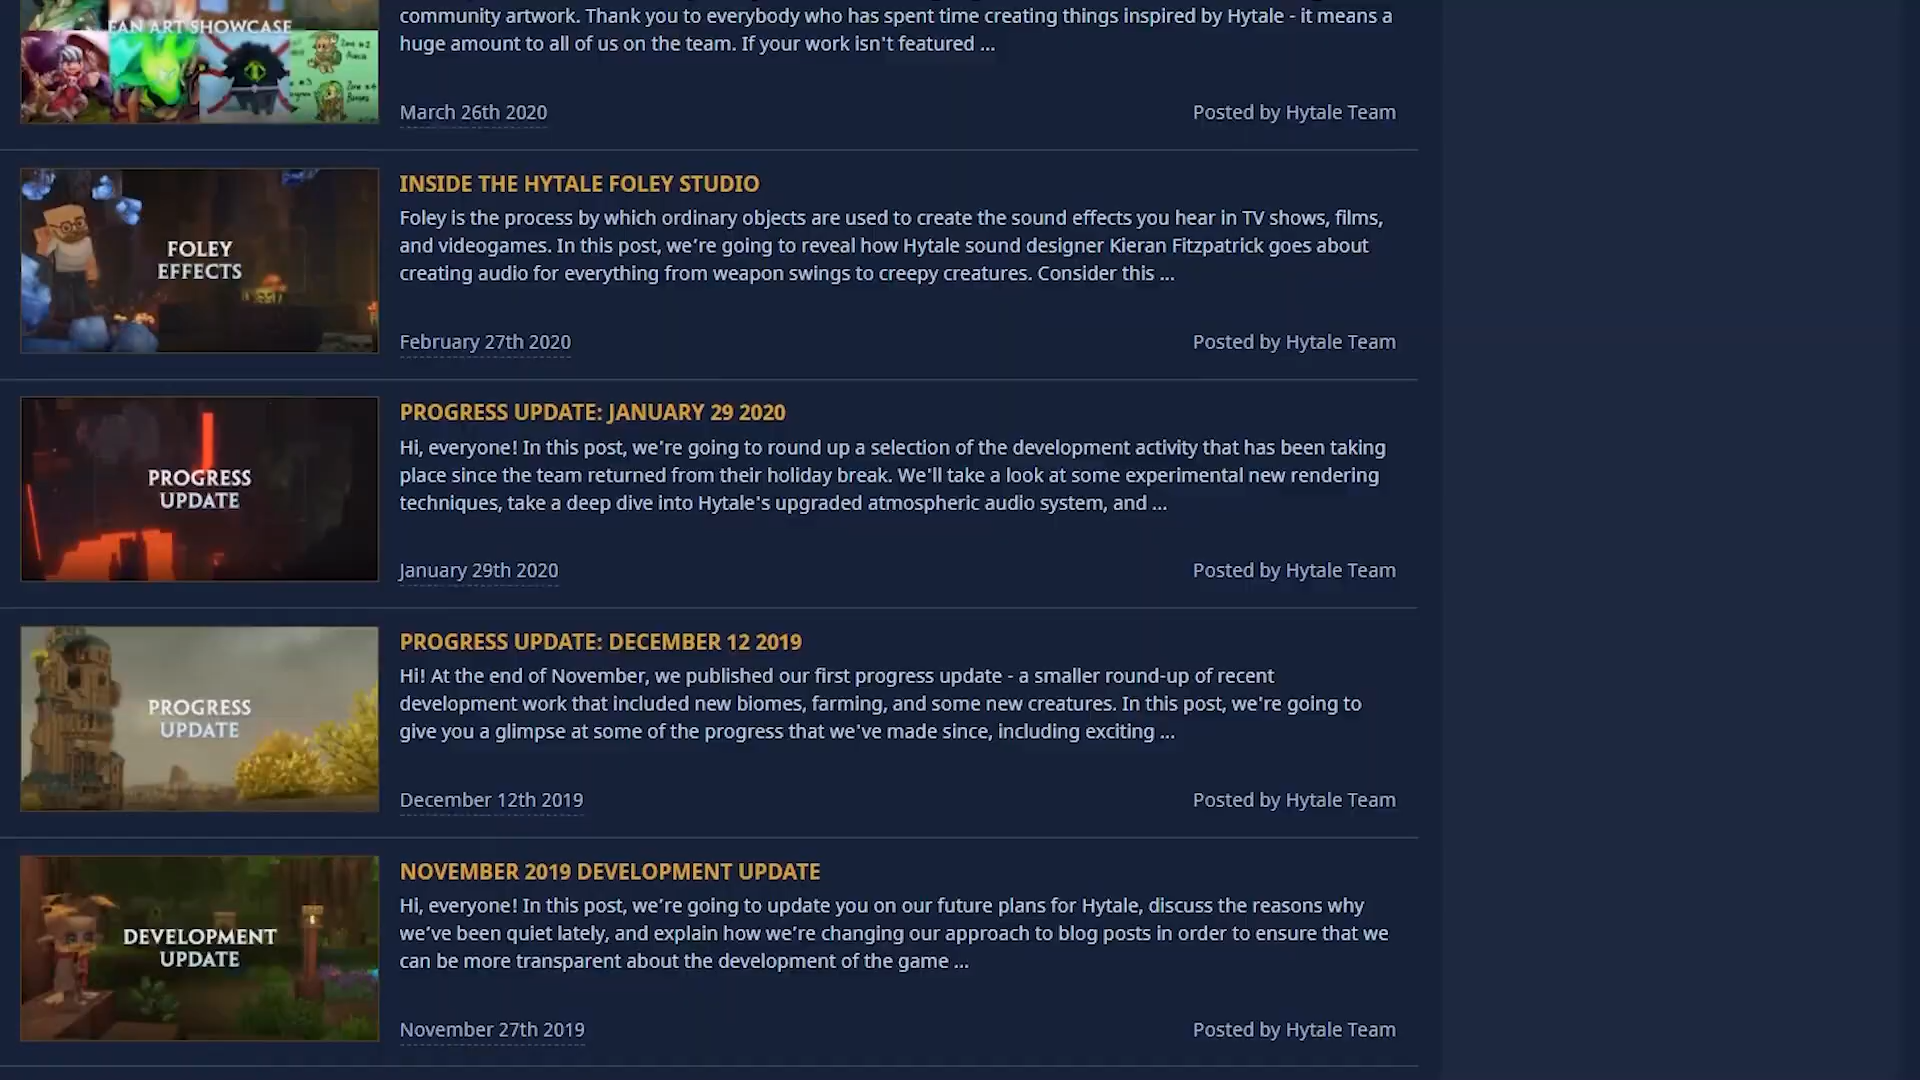 FAN ART SHOWCASE
community artwork. Thank you to everybody who has spent time creating things inspired by Hytale - it means a
huge amount to all of us on the team. If your work isn't featured ...
March 26th 2020
Posted by Hytale Team
FOLEY
EFFECTS
INSIDE THE HYTALE FOLEY STUDIO
Foley is the process by which ordinary objects are used to create the sound effects you hear in TV shows, films,
and videogames. In this post, we’re going to reveal how Hytale sound designer Kieran Fitzpatrick goes about
creating audio for everything from weapon swings to creepy creatures. Consider this ...
February 27th 2020
Posted by Hytale Team
PROGRESS
UPDATE
PROGRESS UPDATE: JANUARY 29 2020
Hi, everyone! In this post, we're going to round up a selection of the development activity that has been taking
place since the team returned from their holiday break. We'll take a look at some experimental new rendering
techniques, take a deep dive into Hytale's upgraded atmospheric audio system, and ...
January 29th 2020
Posted by Hytale Team
PROGRESS
UPDATE
PROGRESS UPDATE: DECEMBER 12 2019
Hi! At the end of November, we published our first progress update - a smaller round-up of recent
development work that included new biomes, farming, and some new creatures. In this post, we're going to
give you a glimpse at some of the progress that we've made since, including exciting ...
December 12th 2019
Posted by Hytale Team
DEVELOPMENT
UPDATE
NOVEMBER 2019 DEVELOPMENT UPDATE
Hi, everyone! In this post, we’re going to update you on our future plans for Hytale, discuss the reasons why
we’ve been quiet lately, and explain how we’re changing our approach to blog posts in order to ensure that we
can be more transparent about the development of the game ...
November 27th 2019
Posted by Hytale Team